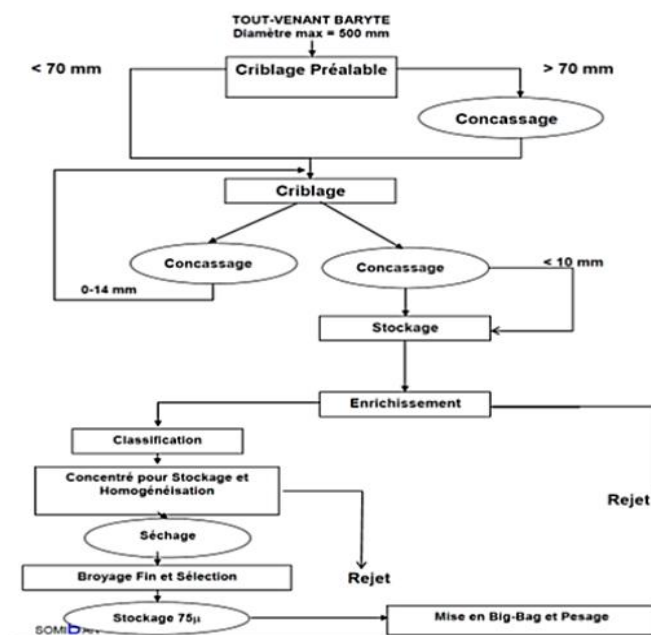 TOUT-VENANT BARYTE
Diamètre max = 500 mm
< 70 mm
Criblage Préalable
> 70 mm
Concassage
Criblage
Concassage
Concassage
< 10 mm
0-14 mm
Stockage
Enrichissement
Classification
Concentré pour Stockage et
Homogénéisation
Rejet
Séchage
Rejet
Broyage Fin et Sélection
Stockage 75µ
Mise en Big-Bag et Pesage